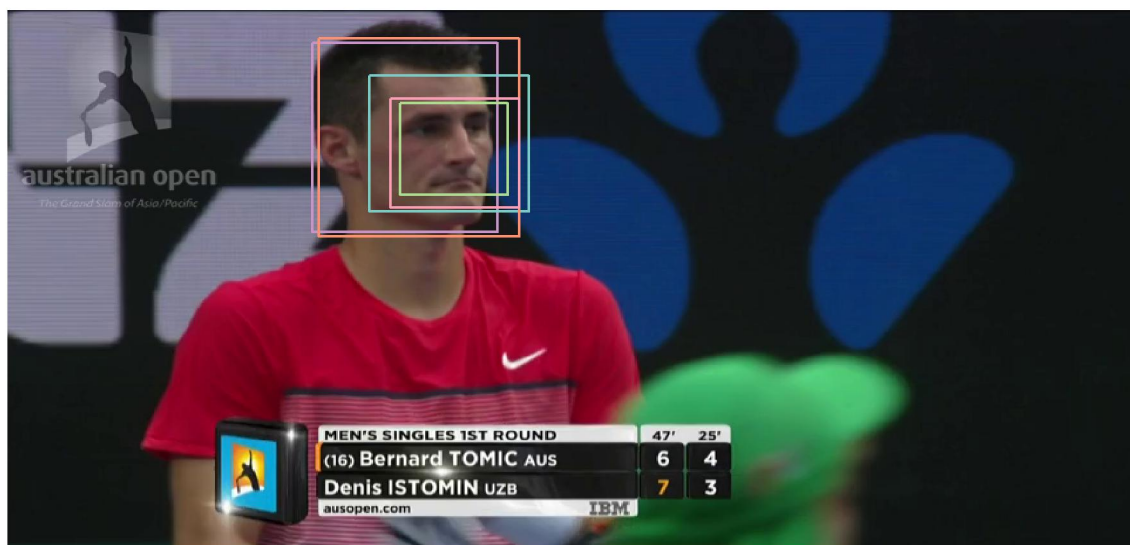 australian open
The Grand Slam of Asia/Pacific
MEN'S SINGLES 1ST ROUND 47' 25'
(16) Bernard TOMIC AUS 6 4
Denis ISTOMIN UZB 7 3
ausopen.com IBM